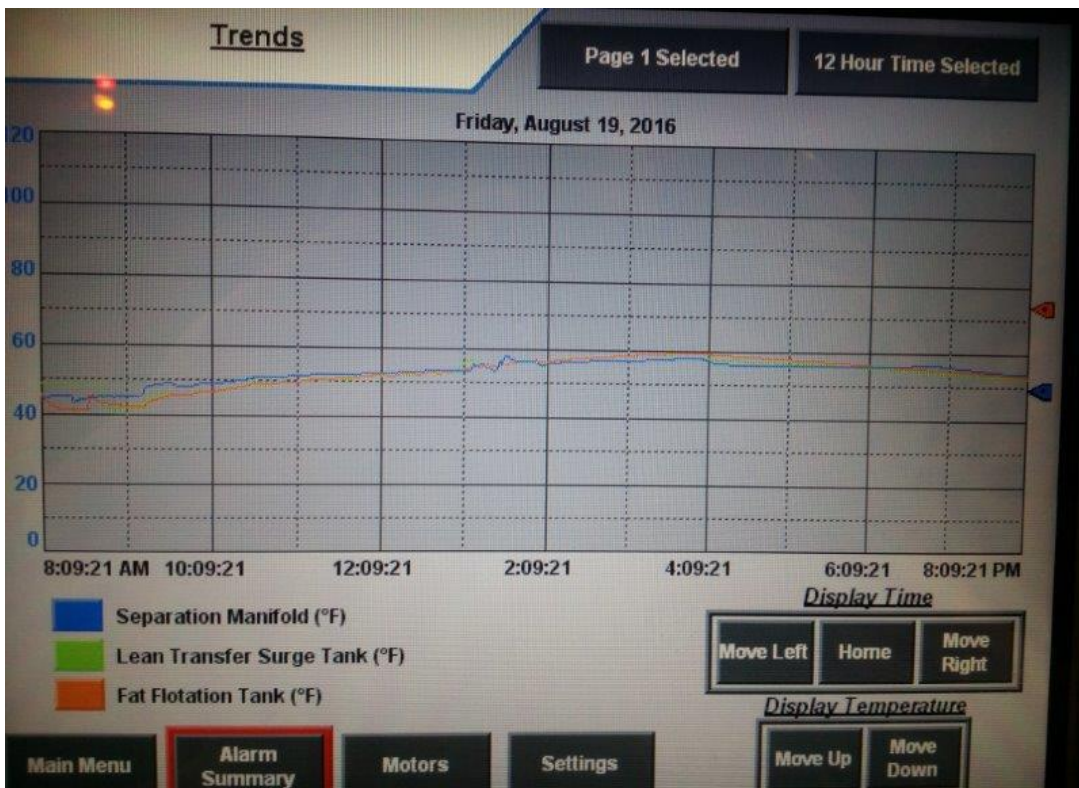 Trends
Page 1 Selected
12 Hour Time Selected
Friday, August 19, 2016
120
100
80
60
40
20
0
8:09:21 AM 10:09:21 12:09:21 2:09:21 4:09:21 6:09:21 8:09:21 PM
Separation Manifold (°F)
Lean Transfer Surge Tank (°F)
Fat Flotation Tank (°F)
Display Time
Move Left
Home
Move
Right
Display Temperature
Move Up
Move
Down
Main Menu
Alarm
Summary
Motors
Settings